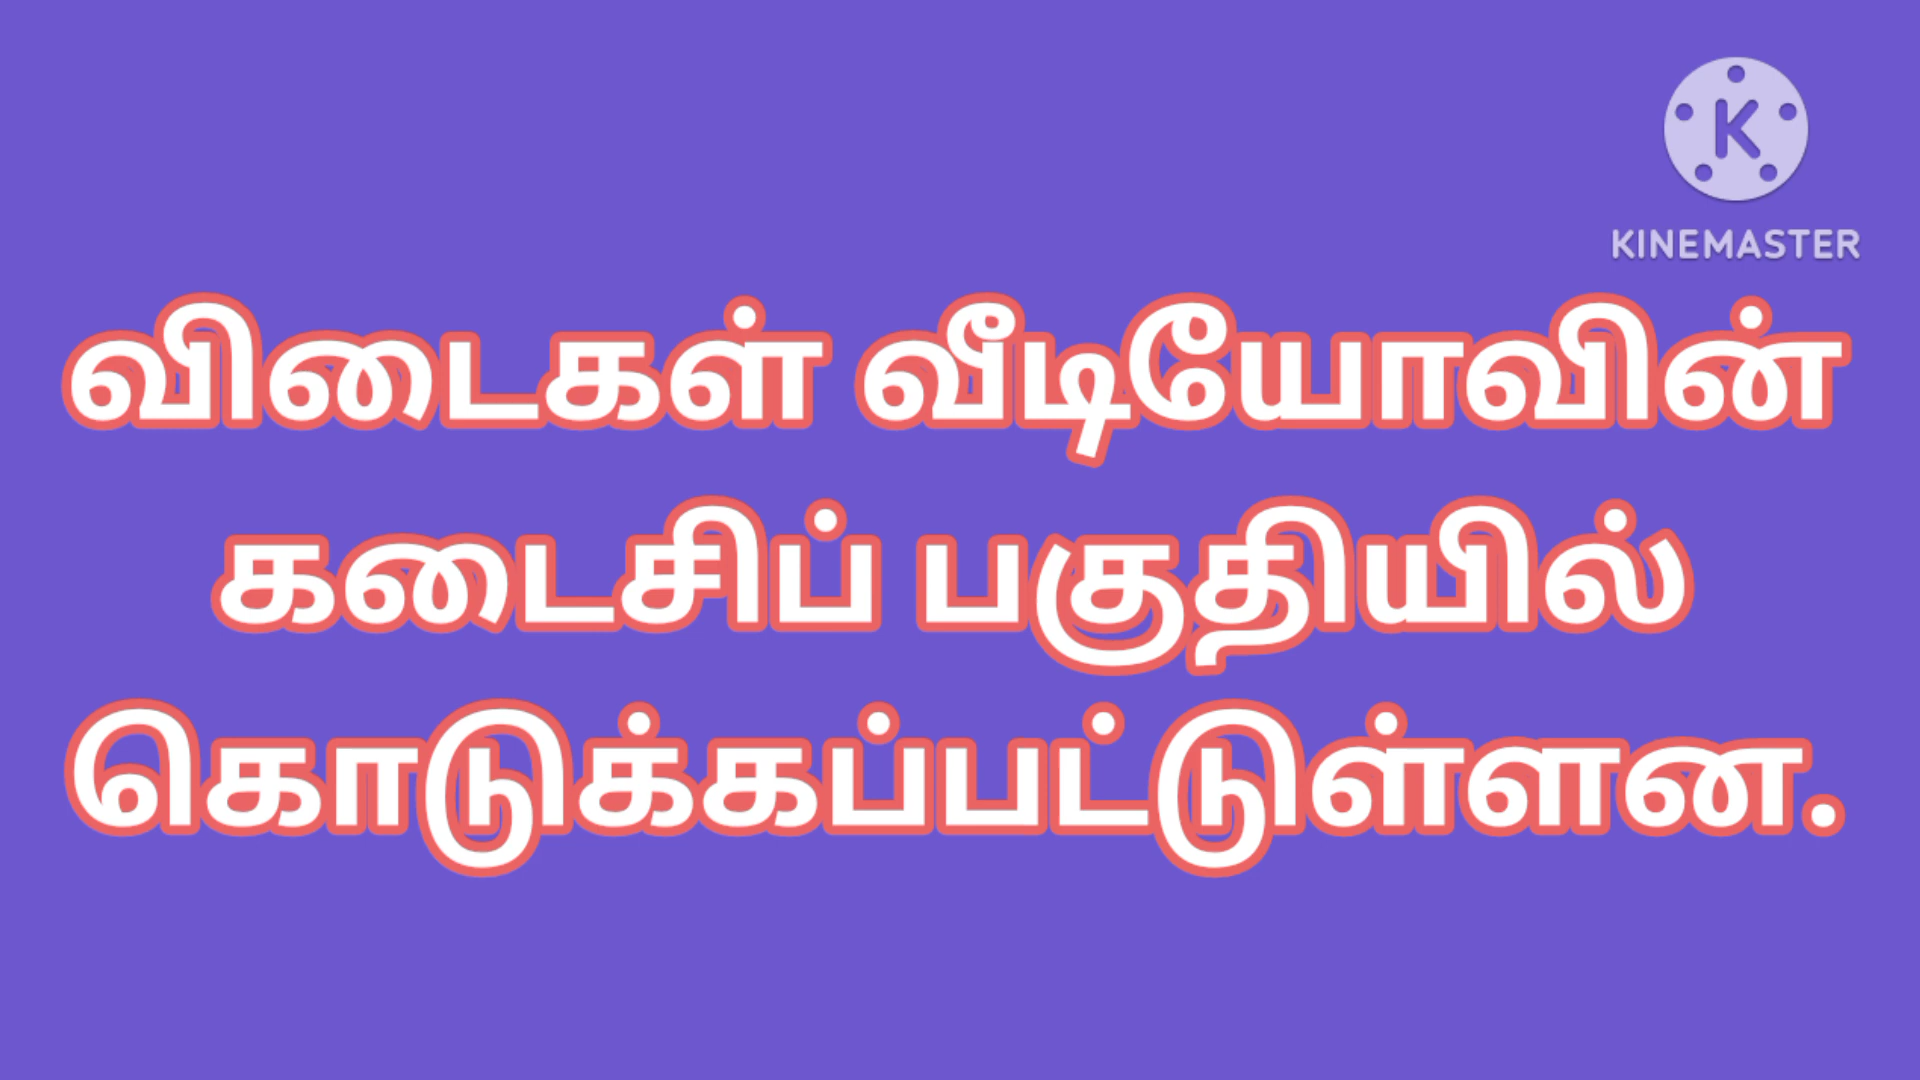 KINEMASTER
விடைகள் வீடியோவின்
கடைசிப் பகுதியில்
கொடுக்கப்பட்டுள்ளன.